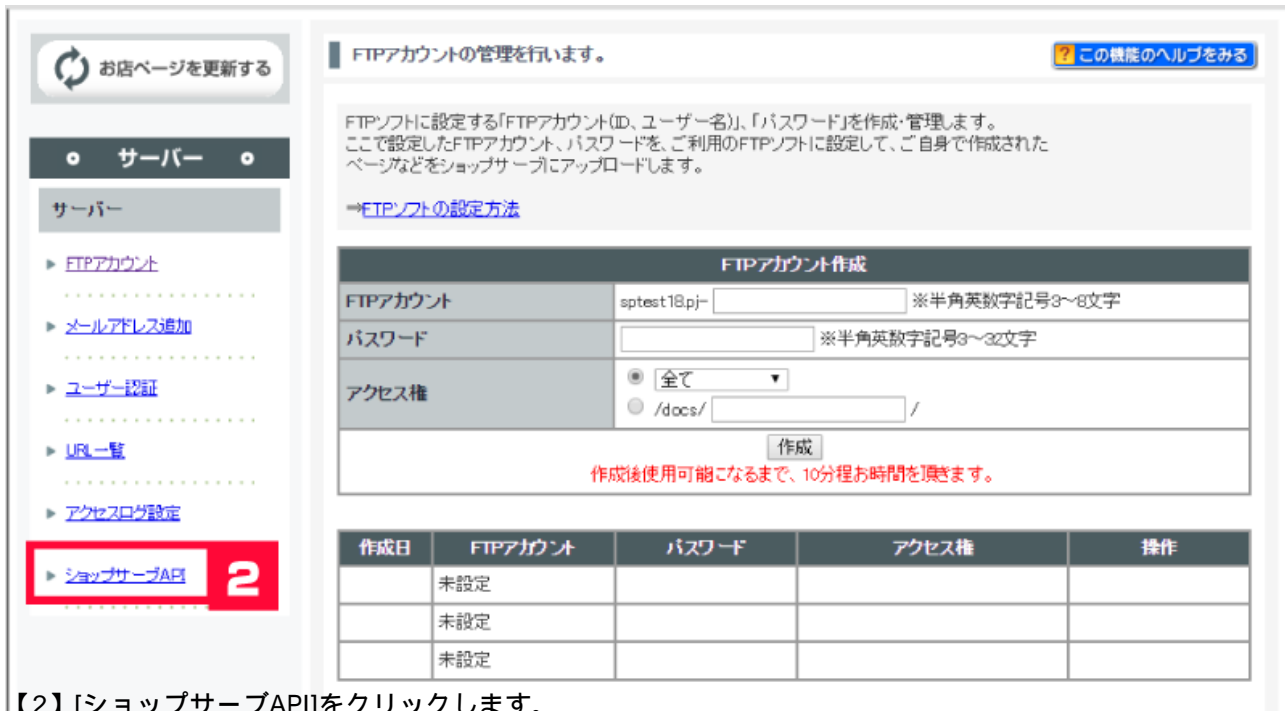 お店ページを更新する
サーバー
サーバー
FTPアカウント
メールアドレス追加
ユーザー認証
URL一覧
アクセスログ設定
ショップサーブAPI
2
FTPアカウントの管理を行います。
? この機能のヘルプをみる
FTPソフトに設定する「FTPアカウント(ID、ユーザー名)」、「パスワード」を作成・管理します。
ここで設定したFTPアカウント、パスワードを、ご利用のFTPソフトに設定して、ご自身で作成された
ページなどをショップサーブにアップロードします。
⇒FTPソフトの設定方法
FTPアカウント作成
FTPアカウント sptest18.pj- ※半角英数字記号3～8文字
パスワード ※半角英数字記号3～32文字
アクセス権 全て ▼
/docs/ /
作成
作成後使用可能になるまで、10分程お時間を頂きます。
作成日 FTPアカウント パスワード アクセス権 操作
未設定
未設定
未設定
【2】[ショップサーブAPI]をクリックします。